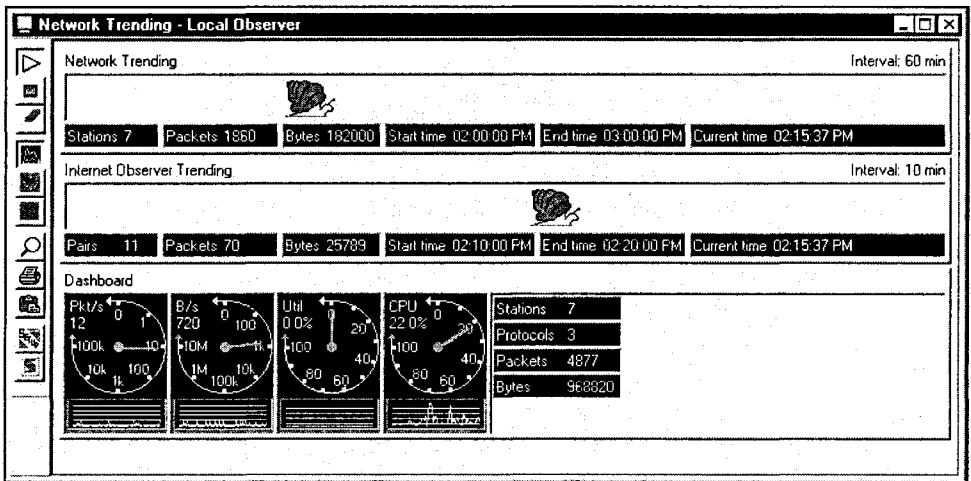 Network Trending - Local Observer
Network Trending Interval: 60 min
Stations 7 Packets 1860 Bytes 182000 Start time 02:00:00 PM End time 03:00:00 PM Current time 02:15:37 PM
Internet Observer Trending Interval: 10 min
Pairs 11 Packets 70 Bytes 25789 Start time 02:10:00 PM End time 02:20:00 PM Current time 02:15:37 PM
Dashboard
Pkt/s 12 0 1 10 100 1k 10k 100k
B/s 720 0 100 1k 10k 100k 1M 10M
Util 0.0% 0 20 40 60 80 100
CPU 22.0% 0 20 40 60 80 100
Stations 7
Protocols 3
Packets 4877
Bytes 968820